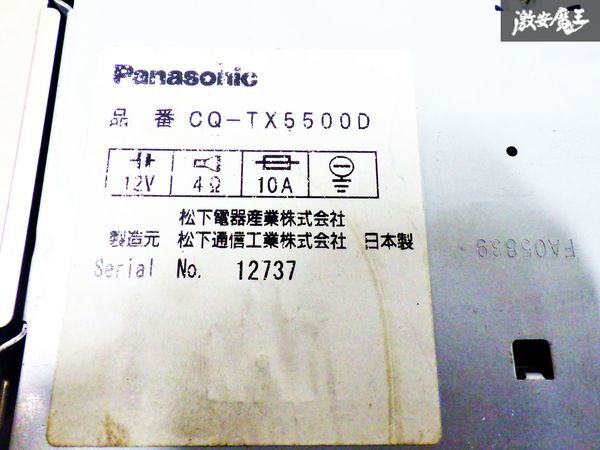 激安魔王
Panasonic
品 番 CQ-TX5500D
12V 4Ω 10A
松下電器産業株式会社
製造元 松下通信工業株式会社 日本製
Serial No. 12737
FA05839